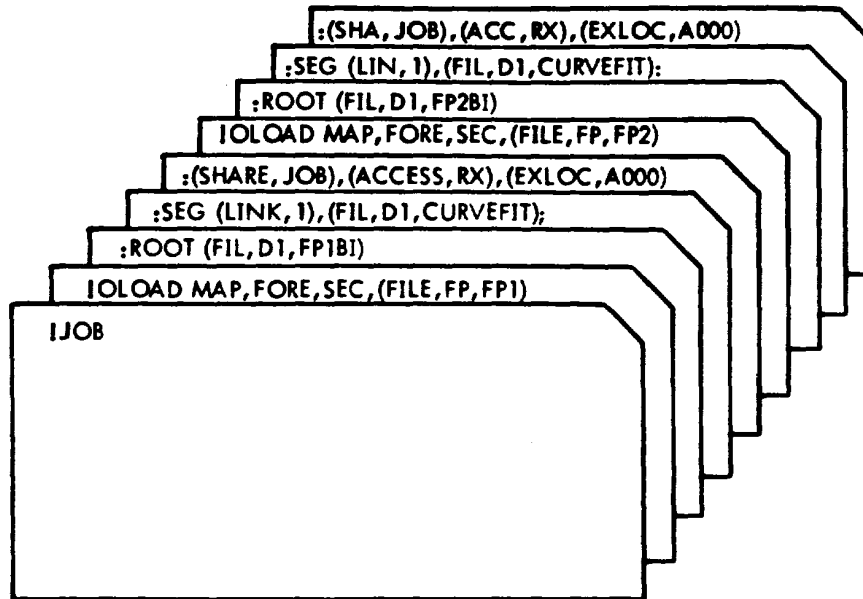 :(SHA,JOB),(ACC,RX),(EXLOC,A000)
:SEG (LIN,1),(FIL,D1,CURVEFIT):
:ROOT (FIL,D1,FP2BI)
!OLOAD MAP,FORE,SEC,(FILE,FP,FP2)
:(SHARE,JOB),(ACCESS,RX),(EXLOC,A000)
:SEG (LINK,1),(FIL,D1,CURVEFIT);
:ROOT (FIL,D1,FP1BI)
!OLOAD MAP,FORE,SEC,(FILE,FP,FP1)
!JOB